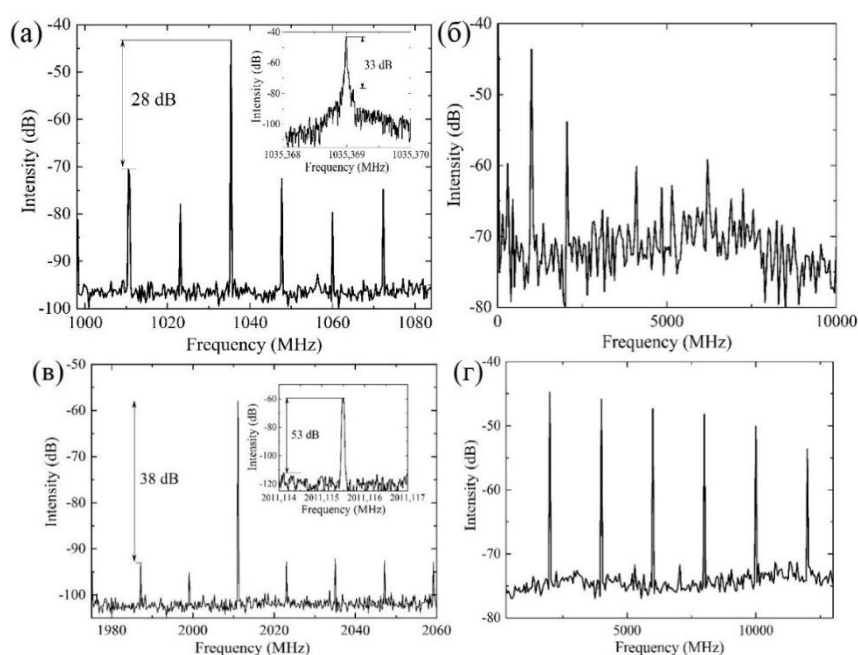 (а)
-40
-50
-60
-70
-80
-90
-100
Intensity (dB)
28 dB
1000
1020
1040
1060
1080
Frequency (MHz)
-40
-60
-80
-100
Intensity (dB)
33 dB
1035,368
1035,369
1035,370
Frequency (MHz)
(б)
-40
-50
-60
-70
-80
Intensity (dB)
0
5000
10000
Frequency (MHz)
(в)
-50
-60
-70
-80
-90
-100
Intensity (dB)
38 dB
1980
2000
2020
2040
2060
Frequency (MHz)
-60
-80
-100
-120
Intensity (dB)
53 dB
2011,114
2011,115
2011,116
2011,117
Frequency (MHz)
(г)
-40
-50
-60
-70
-80
Intensity (dB)
5000
10000
Frequency (MHz)